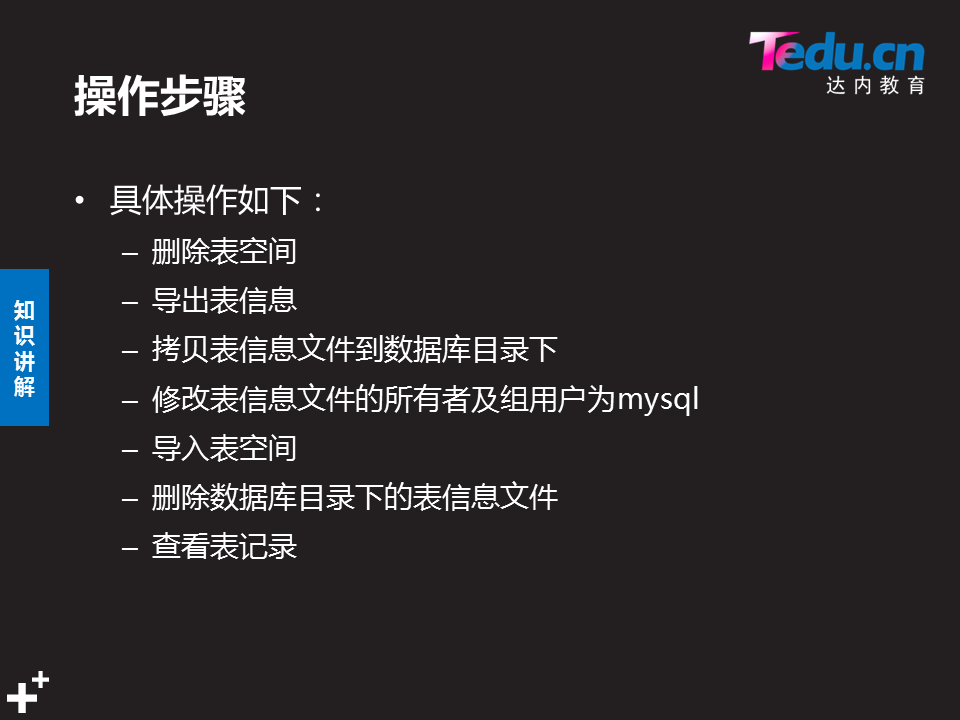 Tedu.cn
达内教育
操作步骤
• 具体操作如下：
– 删除表空间
– 导出表信息
– 拷贝表信息文件到数据库目录下
– 修改表信息文件的所有者及组用户为mysql
– 导入表空间
– 删除数据库目录下的表信息文件
– 查看表记录
知识讲解